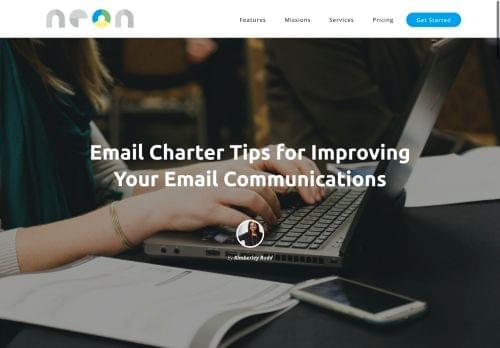 neon
Features
Missions
Services
Pricing
Get Started
Email Charter Tips for Improving
Your Email Communications
By Kimberley Rudd